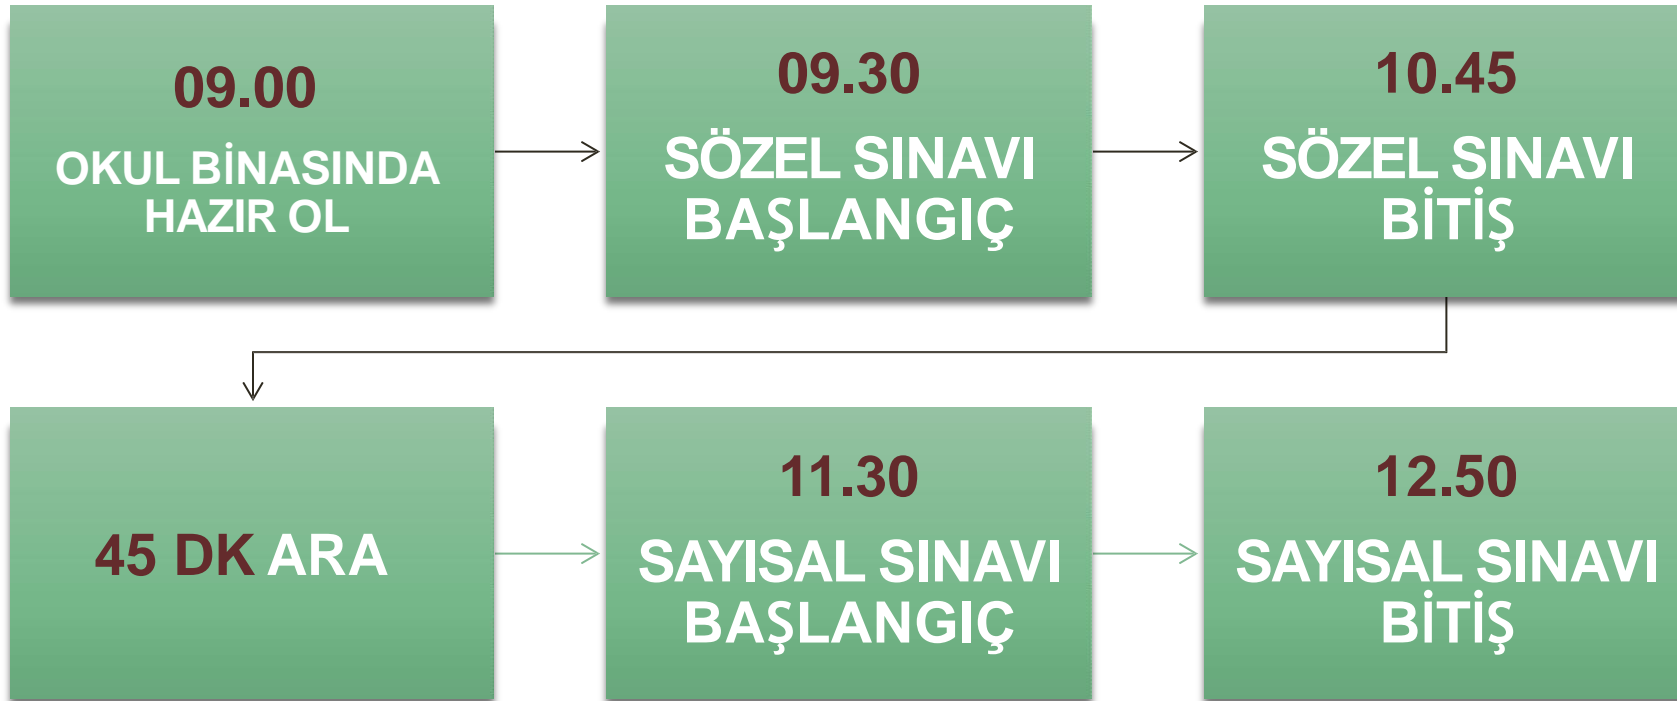 09.00
OKUL BİNASINDA
HAZIR OL
09.30
SÖZEL SINAVI
BAŞLANGIÇ
10.45
SÖZEL SINAVI
BİTİŞ
45 DK ARA
11.30
SAYISAL SINAVI
BAŞLANGIÇ
12.50
SAYISAL SINAVI
BİTİŞ